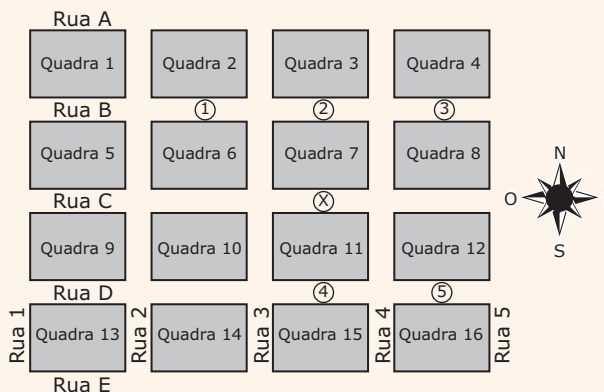 Rua A
Quadra 1 Quadra 2 Quadra 3 Quadra 4
Rua B 1 2 3
Quadra 5 Quadra 6 Quadra 7 Quadra 8
N
O
S
Rua C X
Quadra 9 Quadra 10 Quadra 11 Quadra 12
Rua D 4 5
Rua 1 Quadra 13 Rua 2 Quadra 14 Rua 3 Quadra 15 Rua 4 Quadra 16 Rua 5
Rua E